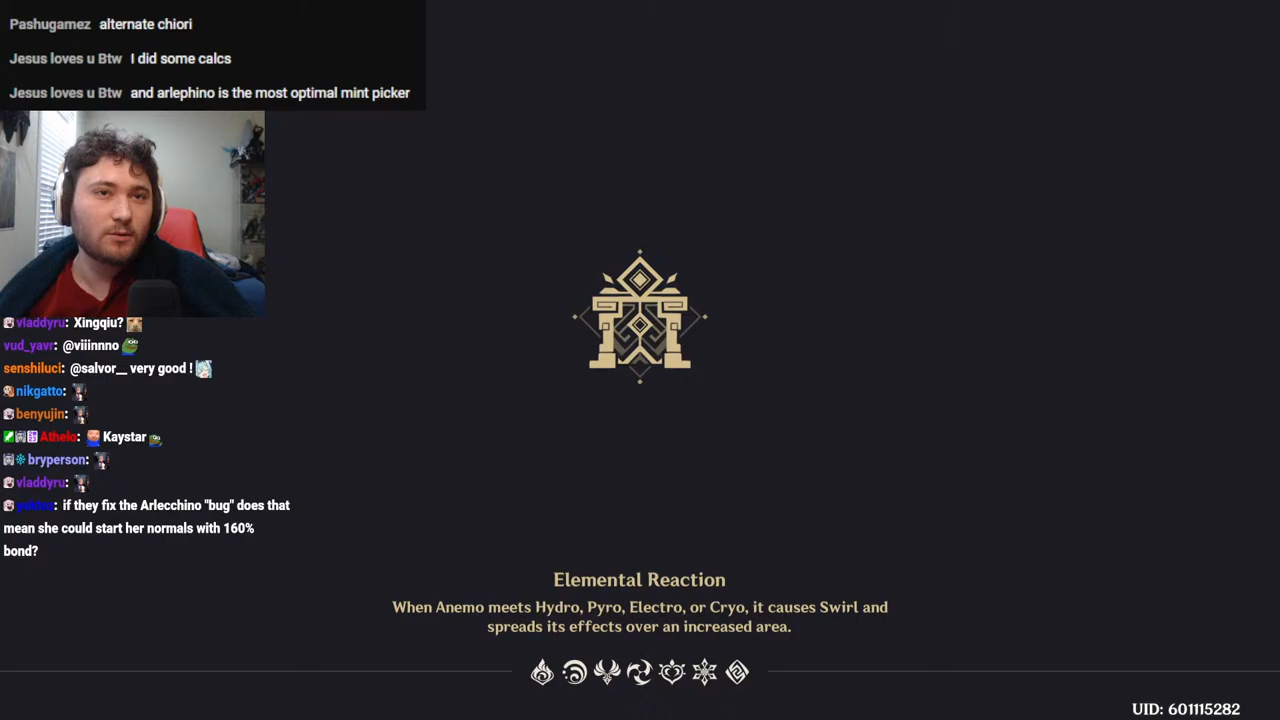 Pashugamez alternate chiori
Jesus loves u Btw I did some calcs
Jesus loves u Btw and arlephino is the most optimal mint picker
vladdyru: Xingqiu?
vud_yavr: @viiinnno
senshiluci: @salvor__ very good !
nikgatto:
benyujin:
Athelo: Kaystar
bryperson:
vladdyru:
if they fix the Arlecchino "bug" does that
mean she could start her normals with 160%
bond?
Elemental Reaction
When Anemo meets Hydro, Pyro, Electro, or Cryo, it causes Swirl and
spreads its effects over an increased area.
UID: 601115282